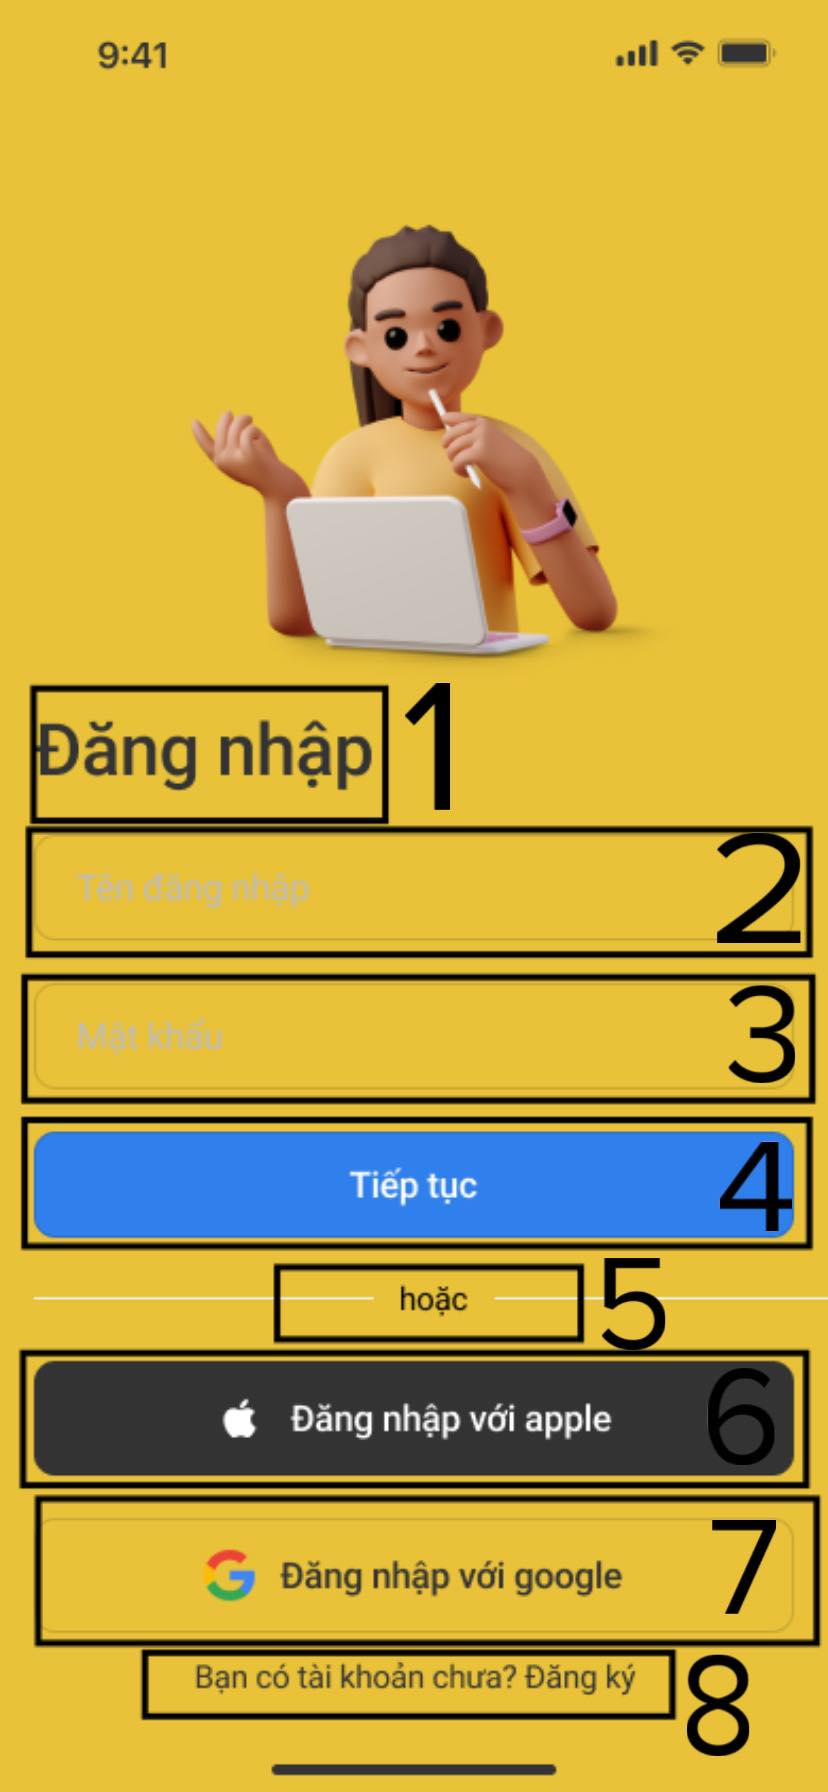 9:41
Đăng nhập 1
Tên đăng nhập 2
Mật khẩu 3
Tiếp tục 4
hoặc 5
Đăng nhập với apple 6
Đăng nhập với google 7
Bạn có tài khoản chưa? Đăng ký 8